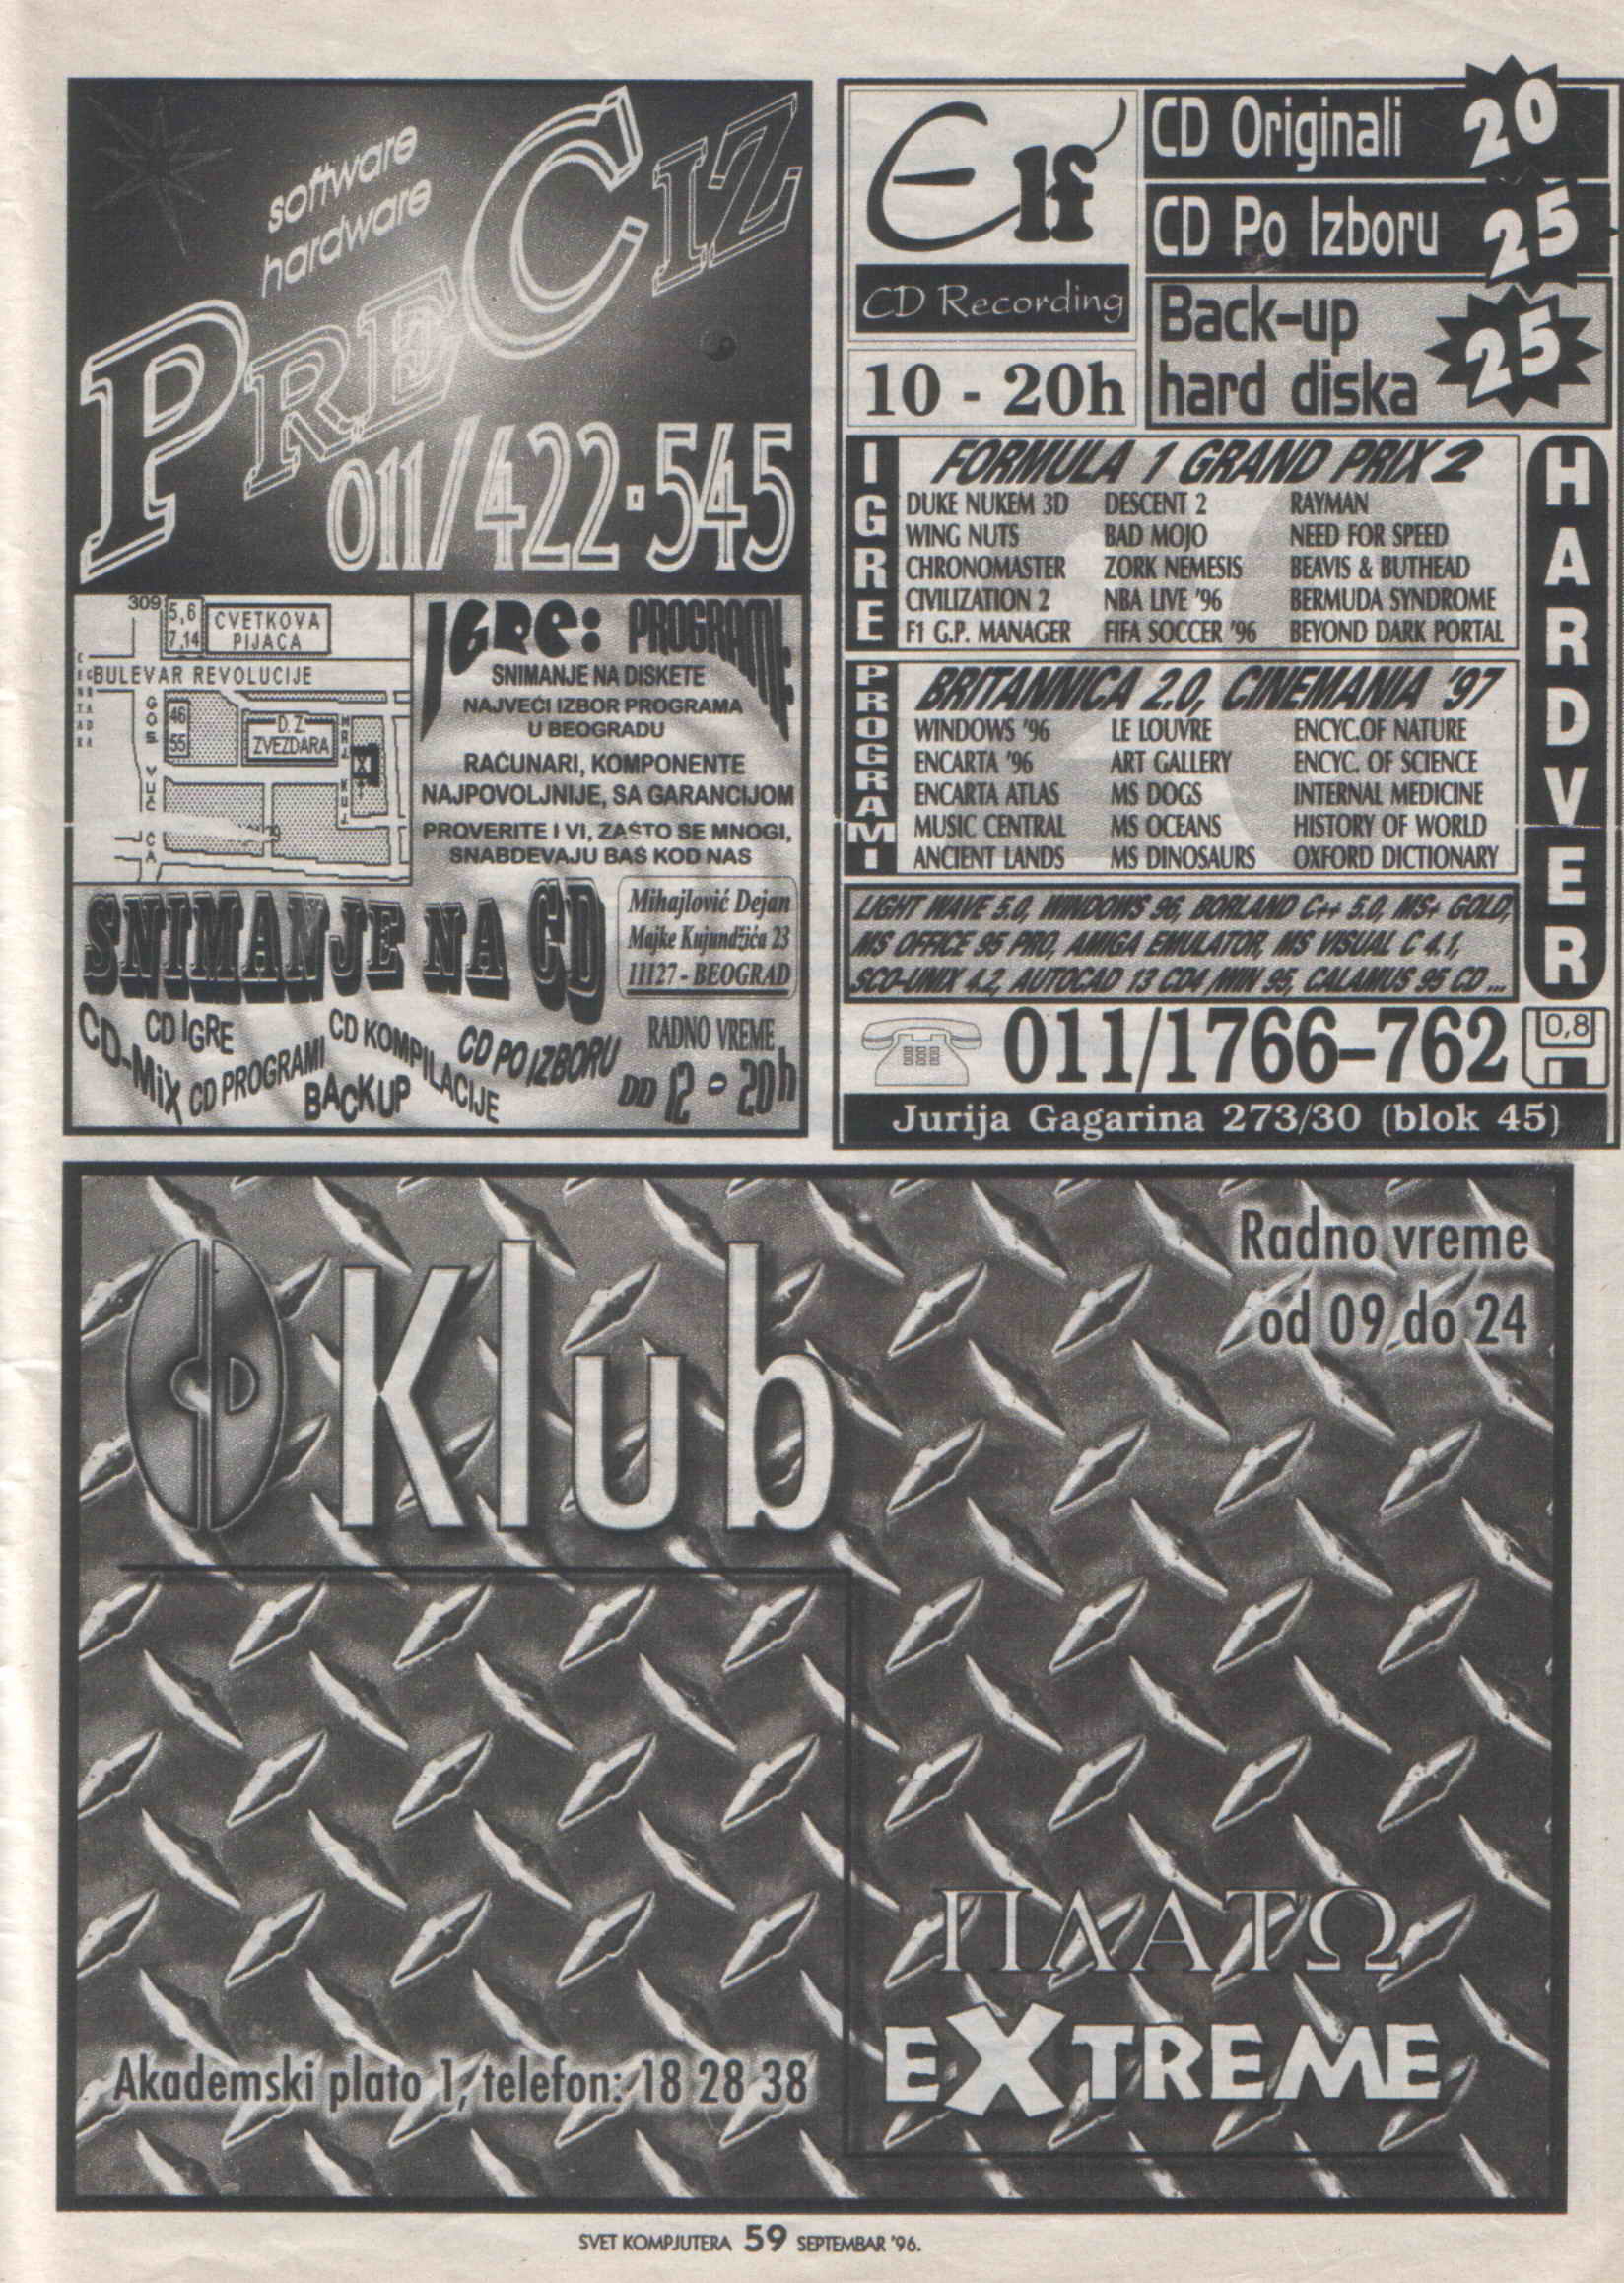 software
hardware
PRECIZ
011/422-545
309
5,6
7,14
CVETKOVA
PIJACA
BULEVAR REVOLUCIJE
46
55
D. Z.
ZVEZDARA
IGRE: PROGRAMI:
SNIMANJE NA DISKETE
NAJVEĆI IZBOR PROGRAMA
U BEOGRADU
RAČUNARI, KOMPONENTE
NAJPOVOLJNIJE, SA GARANCIJOM
PROVERITE I VI, ZAŠTO SE MNOGI,
SNABDEVAJU BAŠ KOD NAS
SNIMANJE NA CD
Mihajlović Dejan
Majke Kujundžića 23
11127 - BEOGRAD
CD-MiX
CD IGRE
CD PROGRAMI
CD KOMPILACIJE
BACKUP
CD PO IZBORU
RADNO VREME
OD 12 - 20h
Elf
CD Recording
10 - 20h
CD Originali 20
CD Po Izboru 25
Back-up
hard diska 25
IGRE
FORMULA 1 GRAND PRIX 2
DUKE NUKEM 3D DESCENT 2 RAYMAN
WING NUTS BAD MOJO NEED FOR SPEED
CHRONOMASTER ZORK NEMESIS BEAVIS & BUTHEAD
CIVILIZATION 2 NBA LIVE '96 BERMUDA SYNDROME
F1 G.P. MANAGER FIFA SOCCER '96 BEYOND DARK PORTAL
PROGRAMI
BRITANNICA 2.0, CINEMANIA '97
WINDOWS '96 LE LOUVRE ENCYC.OF NATURE
ENCARTA '96 ART GALLERY ENCYC. OF SCIENCE
ENCARTA ATLAS MS DOGS INTERNAL MEDICINE
MUSIC CENTRAL MS OCEANS HISTORY OF WORLD
ANCIENT LANDS MS DINOSAURS OXFORD DICTIONARY
LIGHT WAVE 5.0, WINDOWS 96, BORLAND C++ 5.0, MS+ GOLD,
MS OFFICE 95 PRO, AMIGA EMULATOR, MS VISUAL C 4.1,
SCO-UNIX 4.2, AUTOCAD 13 CD4 /WIN 95, CALAMUS 95 CD ...
HARDVER
011/1766-762
0,8
Jurija Gagarina 273/30 (blok 45)
CD Klub
Radno vreme
od 09 do 24
ΠΛΑΤΩ
EXTREME
Akademski plato 1, telefon: 18 28 38
SVET KOMPJUTERA 59 SEPTEMBAR '96.